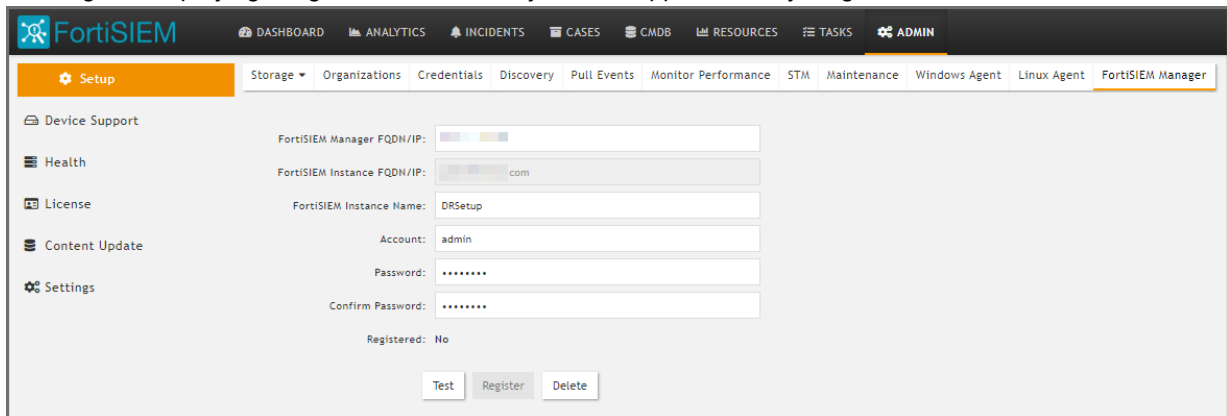 FortiSIEM
DASHBOARD ANALYTICS INCIDENTS CASES CMDB RESOURCES TASKS ADMIN
Setup
Storage Organizations Credentials Discovery Pull Events Monitor Performance STM Maintenance Windows Agent Linux Agent FortiSIEM Manager
Device Support
Health
License
Content Update
Settings
FortiSIEM Manager FQDN/IP:
FortiSIEM Instance FQDN/IP: com
FortiSIEM Instance Name: DRSetup
Account: admin
Password: ••••••••
Confirm Password: ••••••••
Registered: No
Test Register Delete